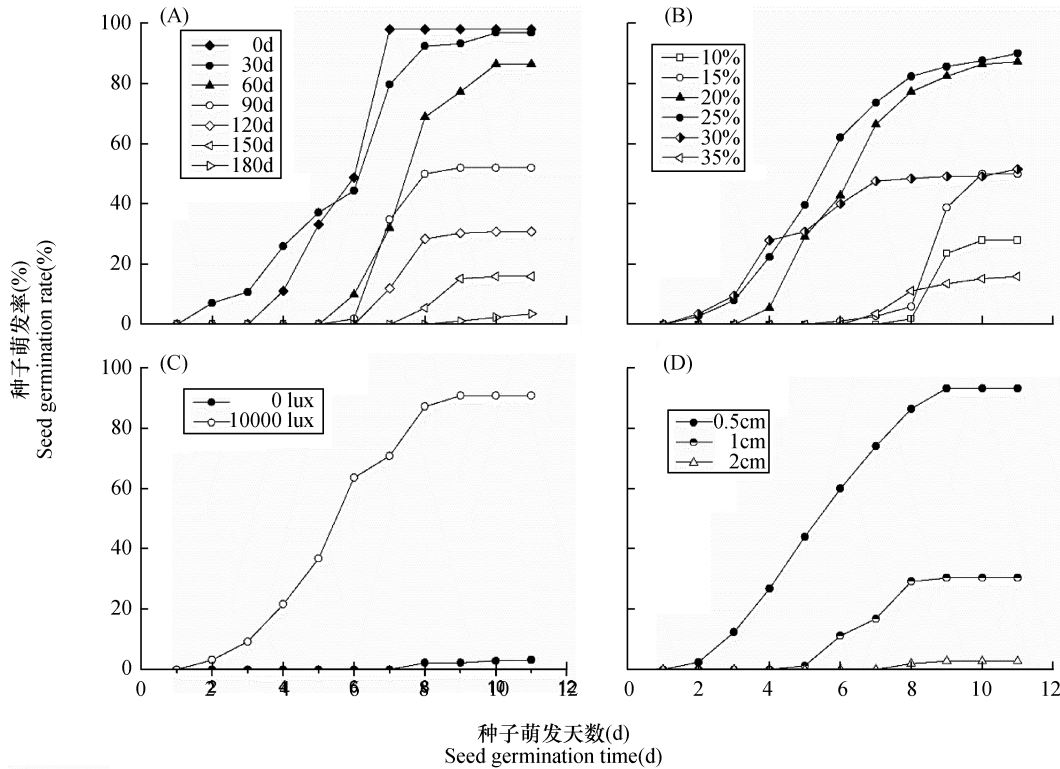 (A)
100
80
60
40
20
0
0d
30d
60d
90d
120d
150d
180d
(B)
10%
15%
20%
25%
30%
35%
(C)
100
80
60
40
20
0
0 lux
10000 lux
0 2 4 6 8 10 12
(D)
0.5cm
1cm
2cm
0 2 4 6 8 10 12
种子萌发率(%)
Seed germination rate(%)
种子萌发天数(d)
Seed germination time(d)